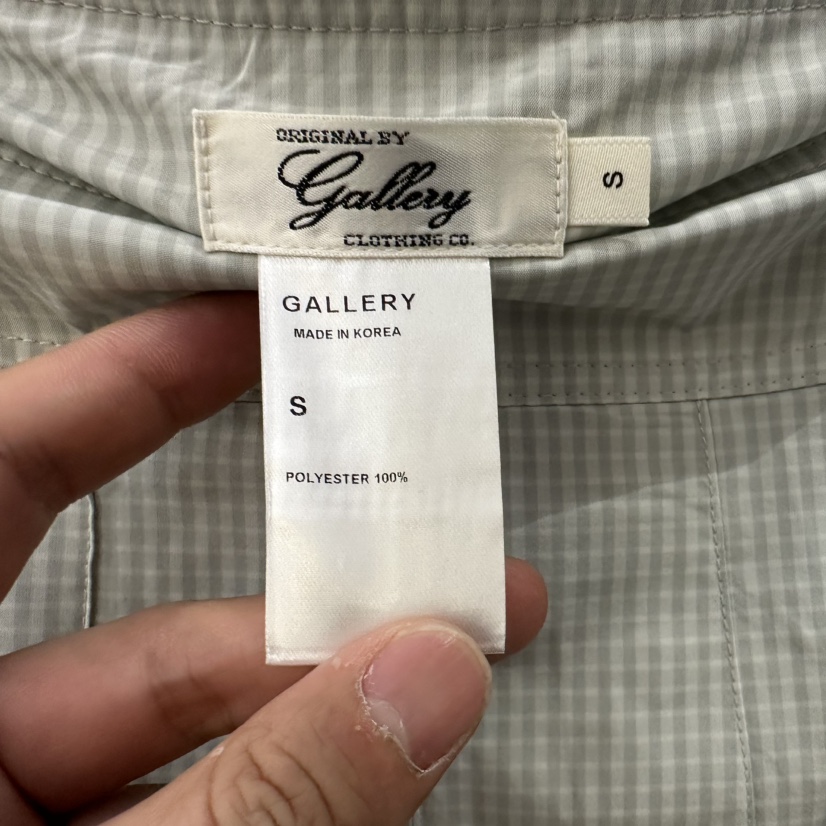 ORIGINAL BY
Gallery
CLOTHING CO.
S
GALLERY
MADE IN KOREA
S
POLYESTER 100%